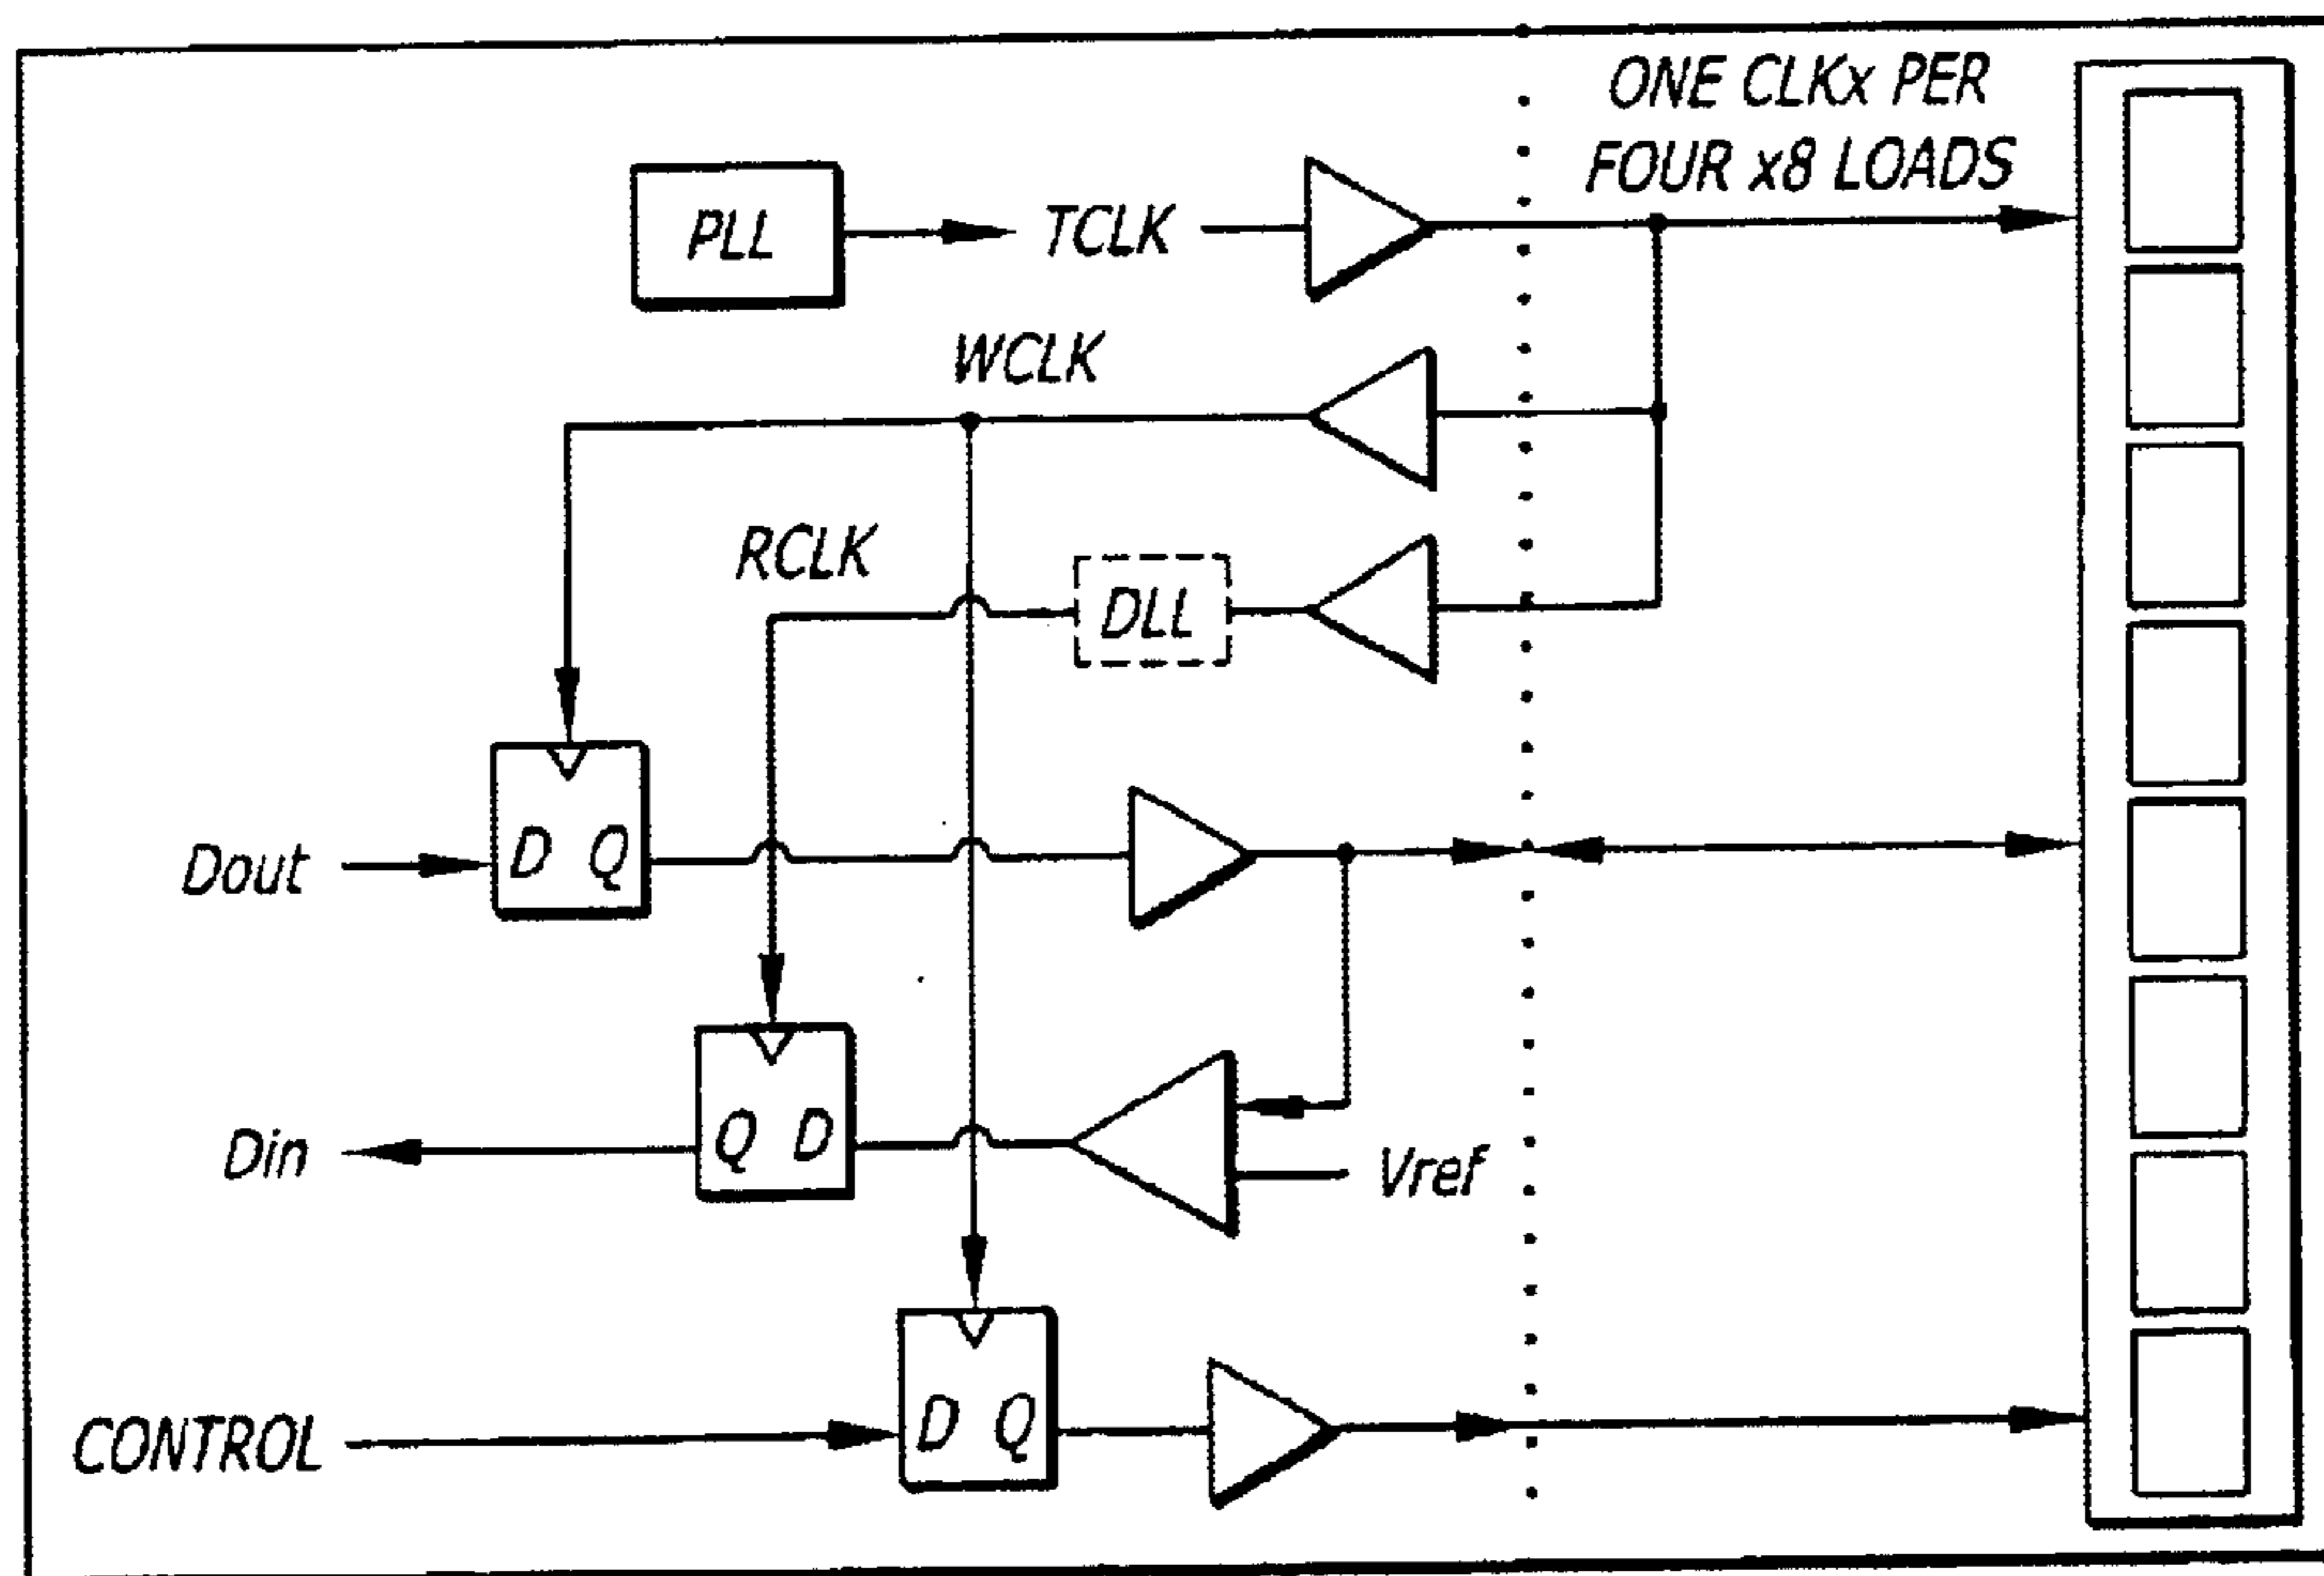 ONE CLKx PER
FOUR x8 LOADS
PLL
TCLK
WCLK
RCLK
DLL
Dout
D Q
Din
Q D
Vref
CONTROL
D Q